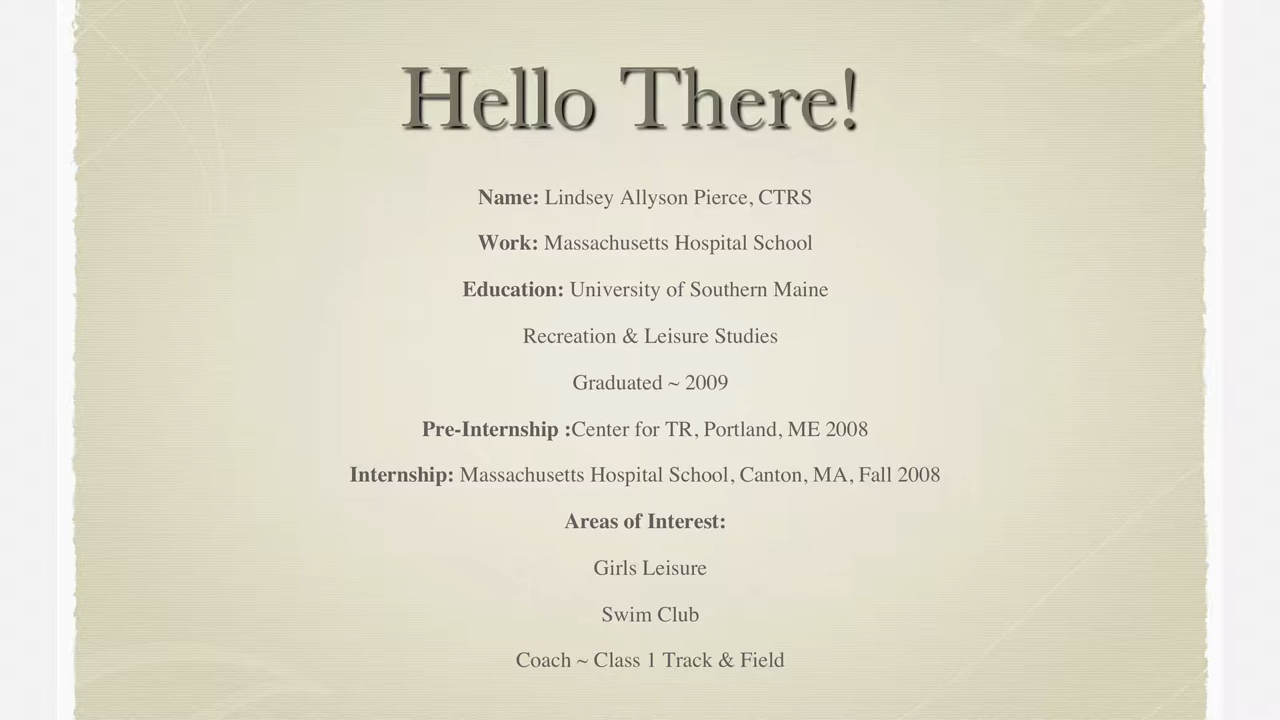 Hello There!
Name: Lindsey Allyson Pierce, CTRS
Work: Massachusetts Hospital School
Education: University of Southern Maine
Recreation & Leisure Studies
Graduated ~ 2009
Pre-Internship :Center for TR, Portland, ME 2008
Internship: Massachusetts Hospital School, Canton, MA, Fall 2008
Areas of Interest:
Girls Leisure
Swim Club
Coach ~ Class 1 Track & Field